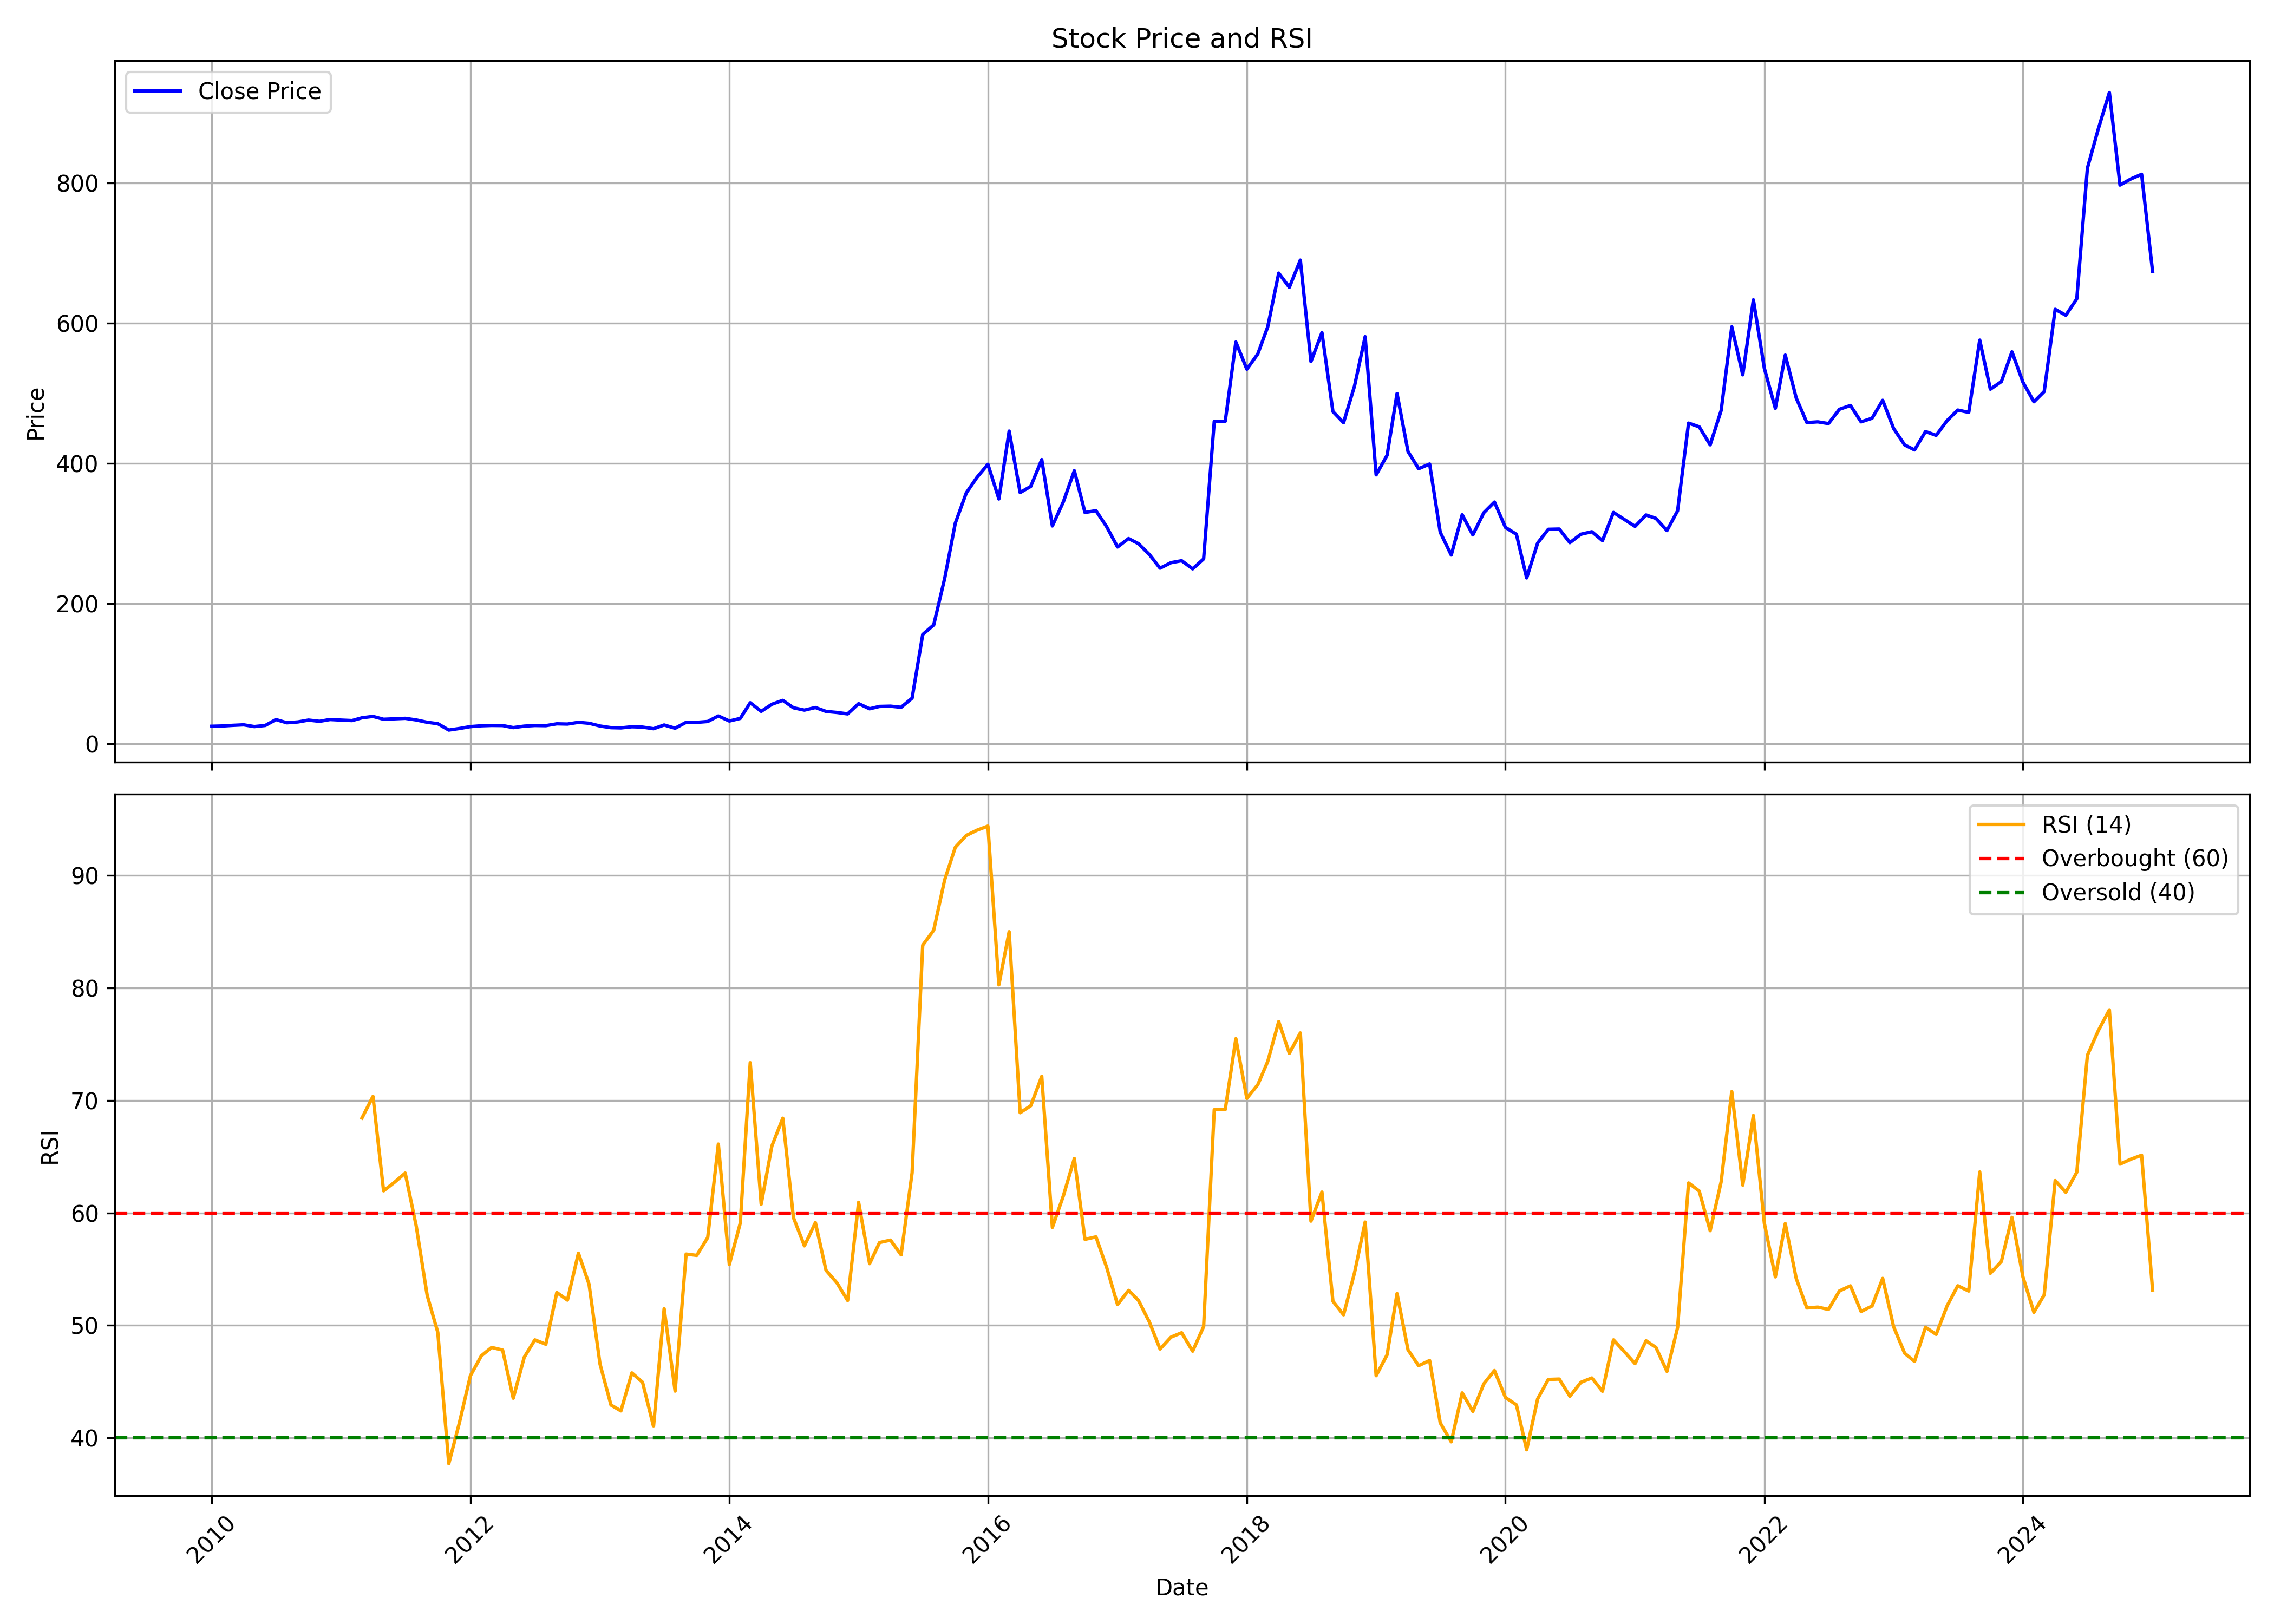 Stock Price and RSI
Close Price
Price
800
600
400
200
0
RSI (14)
Overbought (60)
Oversold (40)
RSI
90
80
70
60
50
40
2010
2012
2014
2016
2018
2020
2022
2024
Date